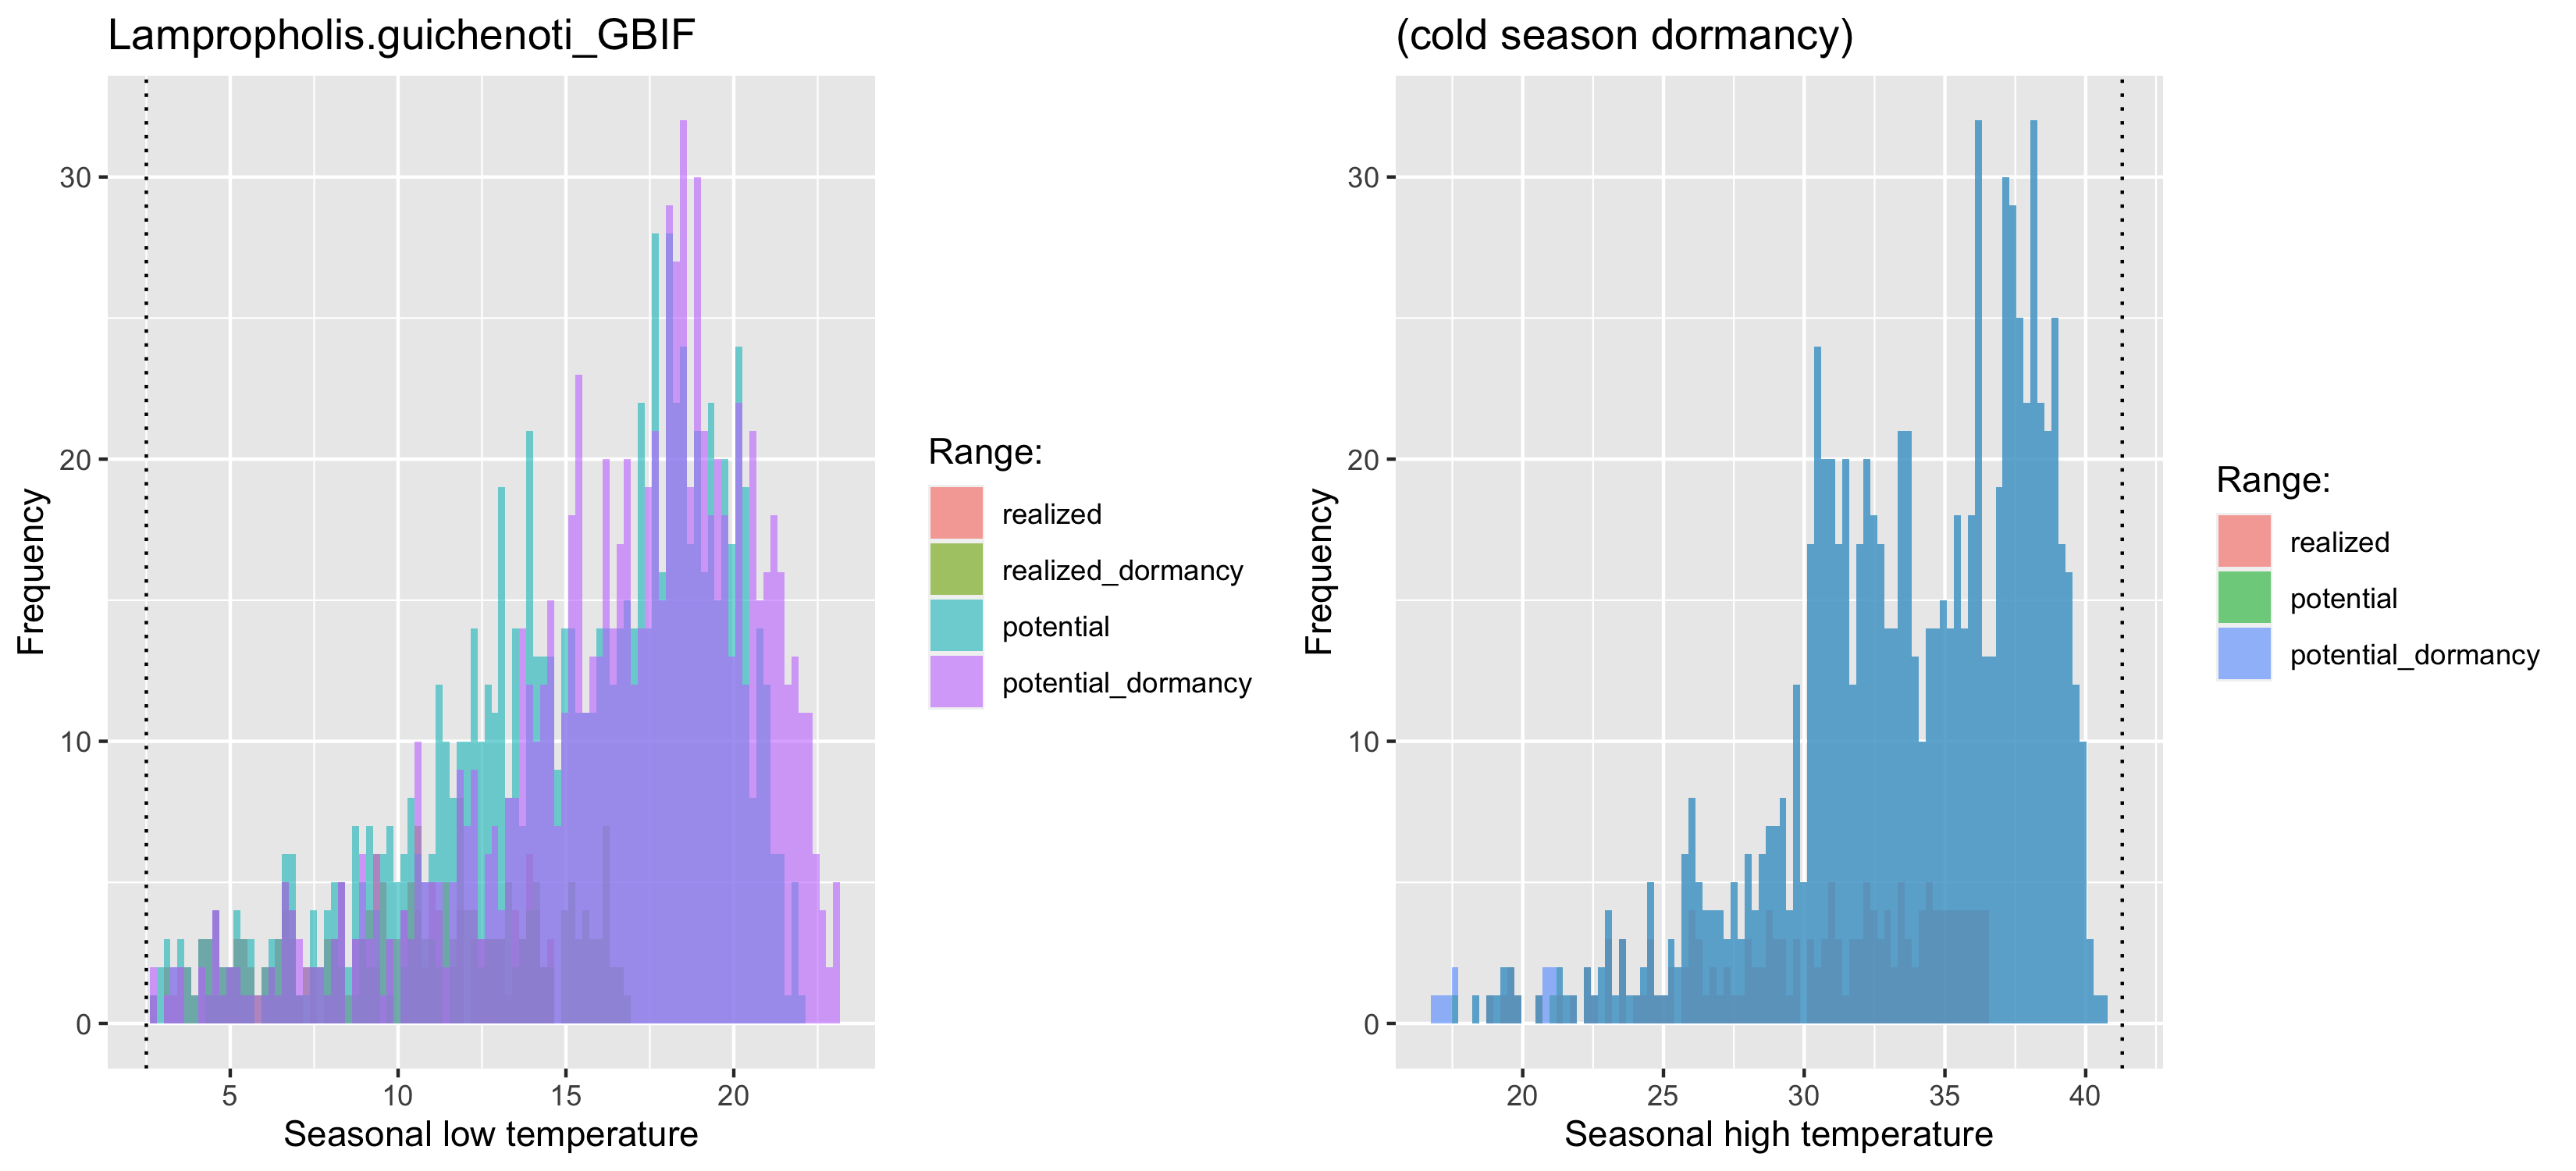 Lampropholis.guichenoti_GBIF
(cold season dormancy)
30
20
10
0
Frequency
5 10 15 20
Seasonal low temperature
Range:
realized
realized_dormancy
potential
potential_dormancy
30
20
10
0
Frequency
20 25 30 35 40
Seasonal high temperature
Range:
realized
potential
potential_dormancy